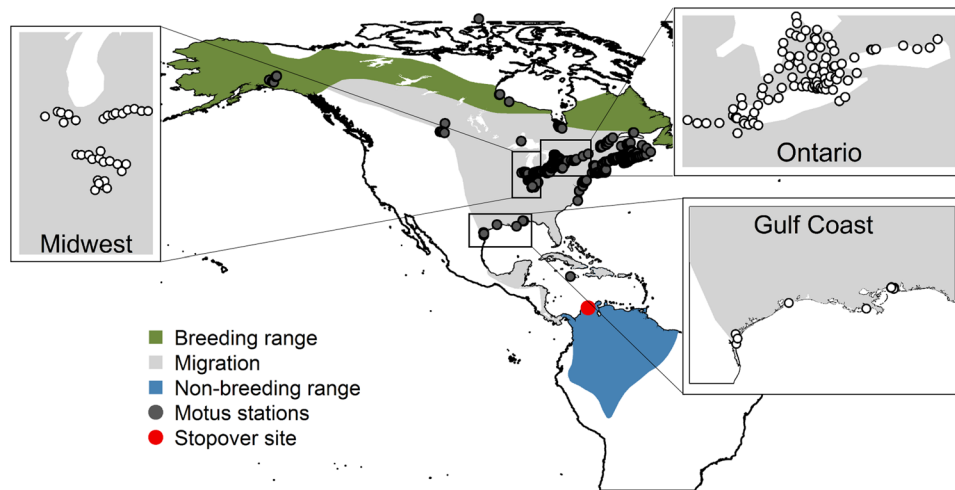 Midwest
Ontario
Gulf Coast
Breeding range
Migration
Non-breeding range
Motus stations
Stopover site